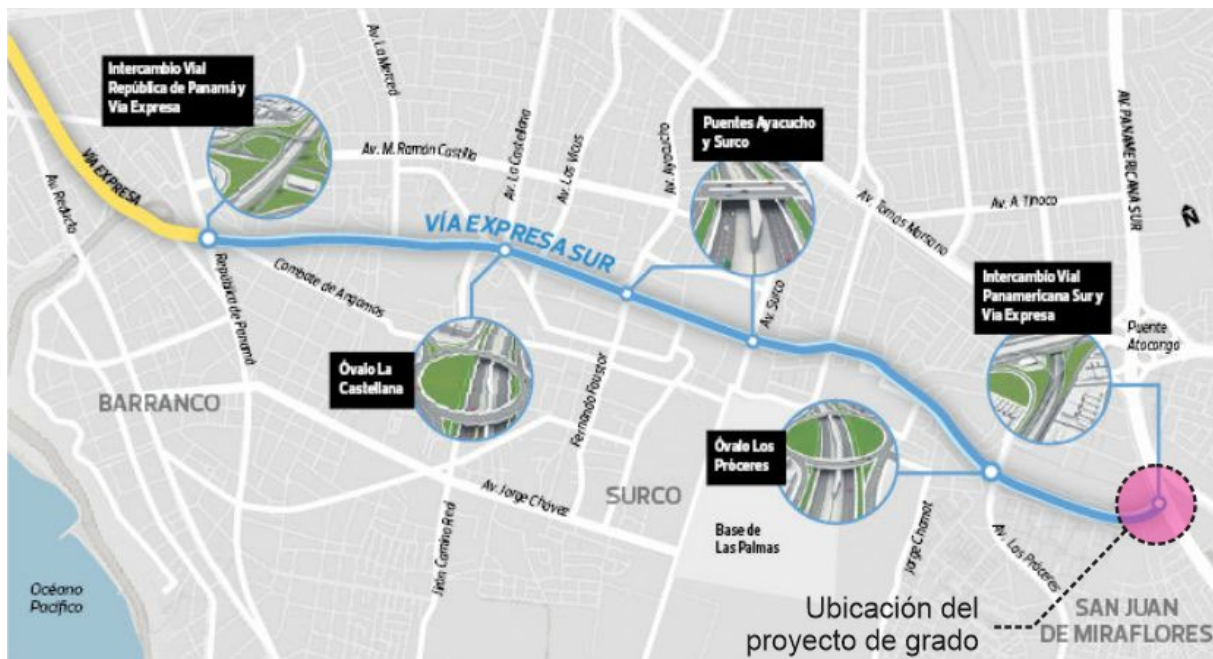 Intercambio Vial
República de Panamá y
Vía Expresa
Av. La Merced
Av. M. Ramón Castilla
Av. La Castellana
Av. Los Vicus
Av. Ayacucho
Puentes Ayacucho
y Surco
Av. Tomas Marsano
Av. A. Tinoco
AV. PANAMERICANA SUR
N
VÍA EXPRESA
Av. Reducto
República de Panamá
Combate de Angamos
VÍA EXPRESA SUR
Av. Surco
Intercambio Vial
Panamericana Sur y
Vía Expresa
Puente
Atocongo
Óvalo La
Castellana
BARRANCO
Fernando Faustor
Av. Jorge Chávez
SURCO
Óvalo Los
Próceres
Base de
Las Palmas
Jorge Chamot
Av. Los Próceres
Océano
Pacífico
Ubicación del
proyecto de grado
SAN JUAN
DE MIRAFLORES